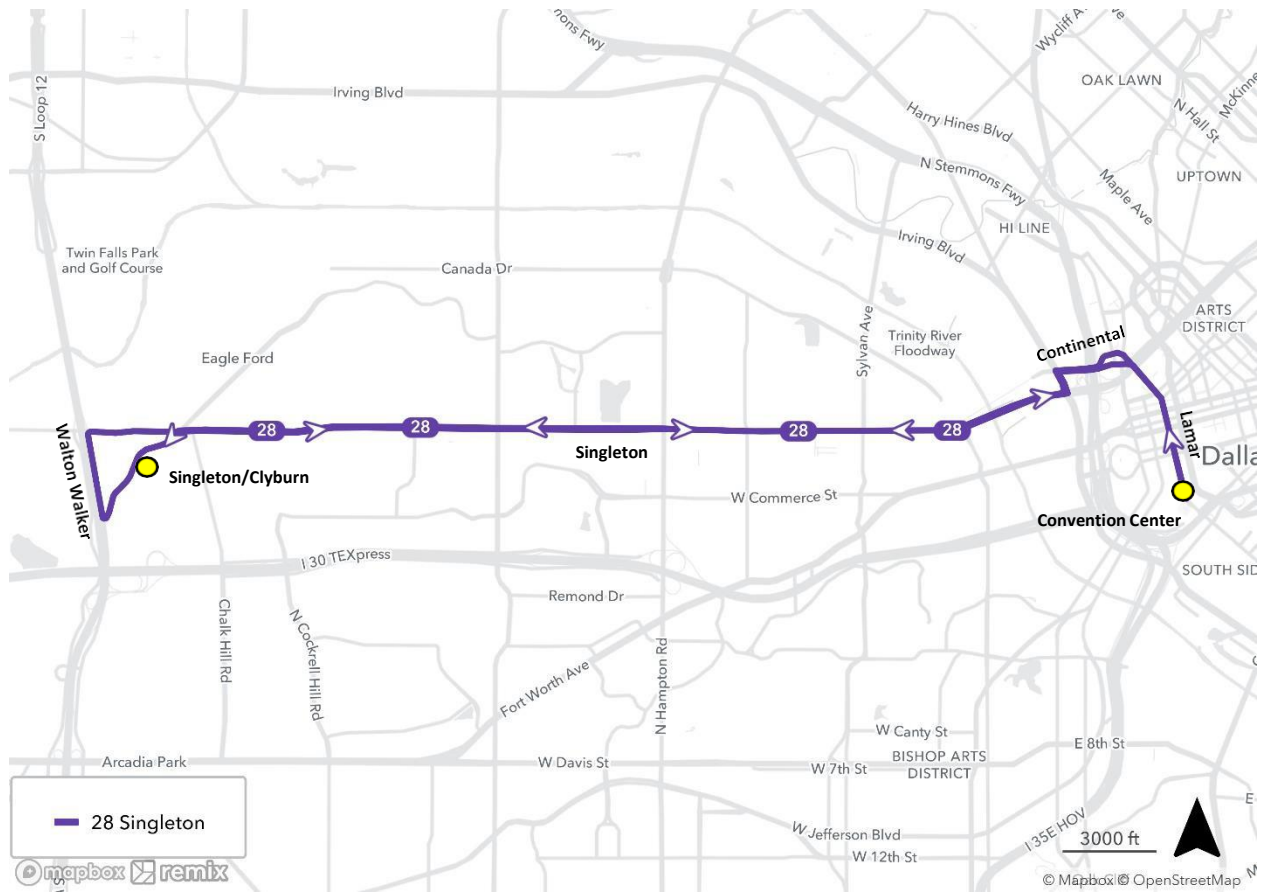 mons Fwy
Wycliff A
OAK LAWN
McKinne
N Hall St
S Loop 12
Irving Blvd
Harry Hines Blvd
N Stemmons Fwy
Maple Ave
UPTOWN
HI LINE
Irving Blvd
Twin Falls Park
and Golf Course
Canada Dr
Sylvan Ave
Trinity River
Floodway
ARTS
DISTRICT
Continental
Eagle Ford
28
28
28
28
Walton Walker
Singleton
Lamar
Dalla
Singleton/Clyburn
W Commerce St
Convention Center
I 30 TEXpress
SOUTH SID
Remond Dr
Chalk Hill Rd
N Cockrell Hill Rd
N Hampton Rd
Fort Worth Ave
W Canty St
E 8th St
Arcadia Park
W Davis St
W 7th St
BISHOP ARTS
DISTRICT
28 Singleton
W Jefferson Blvd
I 35E HOV
3000 ft
W 12th St
mapbox remix
© Mapbox © OpenStreetMap